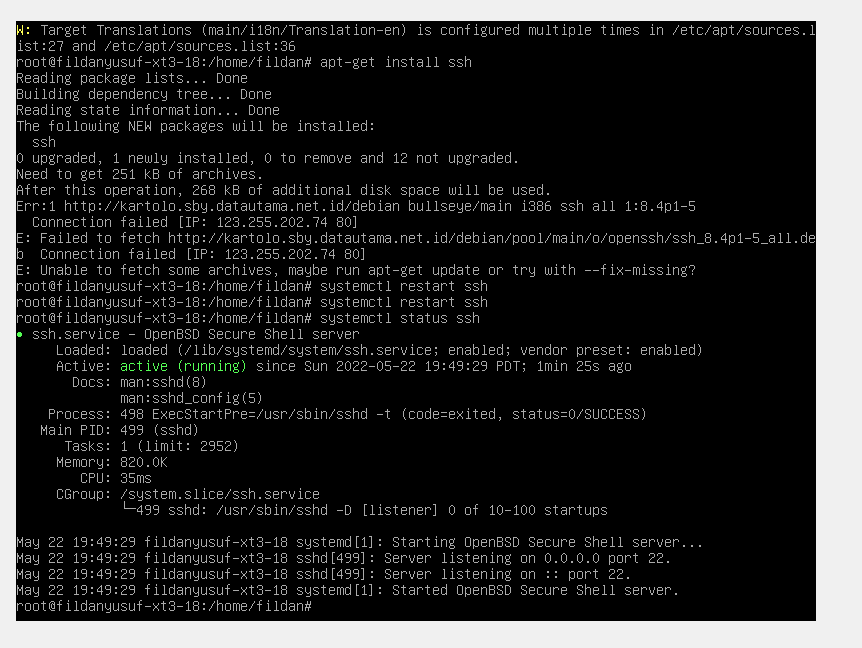 W: Target Translations (main/i18n/Translation-en) is configured multiple times in /etc/apt/sources.l
ist:27 and /etc/apt/sources.list:36
root@fildanyusuf-xt3-18:/home/fildan# apt-get install ssh
Reading package lists... Done
Building dependency tree... Done
Reading state information... Done
The following NEW packages will be installed:
  ssh
0 upgraded, 1 newly installed, 0 to remove and 12 not upgraded.
Need to get 251 kB of archives.
After this operation, 268 kB of additional disk space will be used.
Err:1 http://kartolo.sby.datautama.net.id/debian bullseye/main i386 ssh all 1:8.4p1-5
  Connection failed [IP: 123.255.202.74 80]
E: Failed to fetch http://kartolo.sby.datautama.net.id/debian/pool/main/o/openssh/ssh_8.4p1-5_all.de
b  Connection failed [IP: 123.255.202.74 80]
E: Unable to fetch some archives, maybe run apt-get update or try with --fix-missing?
root@fildanyusuf-xt3-18:/home/fildan# systemctl restart ssh
root@fildanyusuf-xt3-18:/home/fildan# systemctl restart ssh
root@fildanyusuf-xt3-18:/home/fildan# systemctl status ssh
● ssh.service - OpenBSD Secure Shell server
     Loaded: loaded (/lib/systemd/system/ssh.service; enabled; vendor preset: enabled)
     Active: active (running) since Sun 2022-05-22 19:49:29 PDT; 1min 25s ago
       Docs: man:sshd(8)
             man:sshd_config(5)
    Process: 498 ExecStartPre=/usr/sbin/sshd -t (code=exited, status=0/SUCCESS)
   Main PID: 499 (sshd)
      Tasks: 1 (limit: 2952)
     Memory: 820.0K
        CPU: 35ms
     CGroup: /system.slice/ssh.service
             └─499 sshd: /usr/sbin/sshd -D [listener] 0 of 10-100 startups

May 22 19:49:29 fildanyusuf-xt3-18 systemd[1]: Starting OpenBSD Secure Shell server...
May 22 19:49:29 fildanyusuf-xt3-18 sshd[499]: Server listening on 0.0.0.0 port 22.
May 22 19:49:29 fildanyusuf-xt3-18 sshd[499]: Server listening on :: port 22.
May 22 19:49:29 fildanyusuf-xt3-18 systemd[1]: Started OpenBSD Secure Shell server.
root@fildanyusuf-xt3-18:/home/fildan#